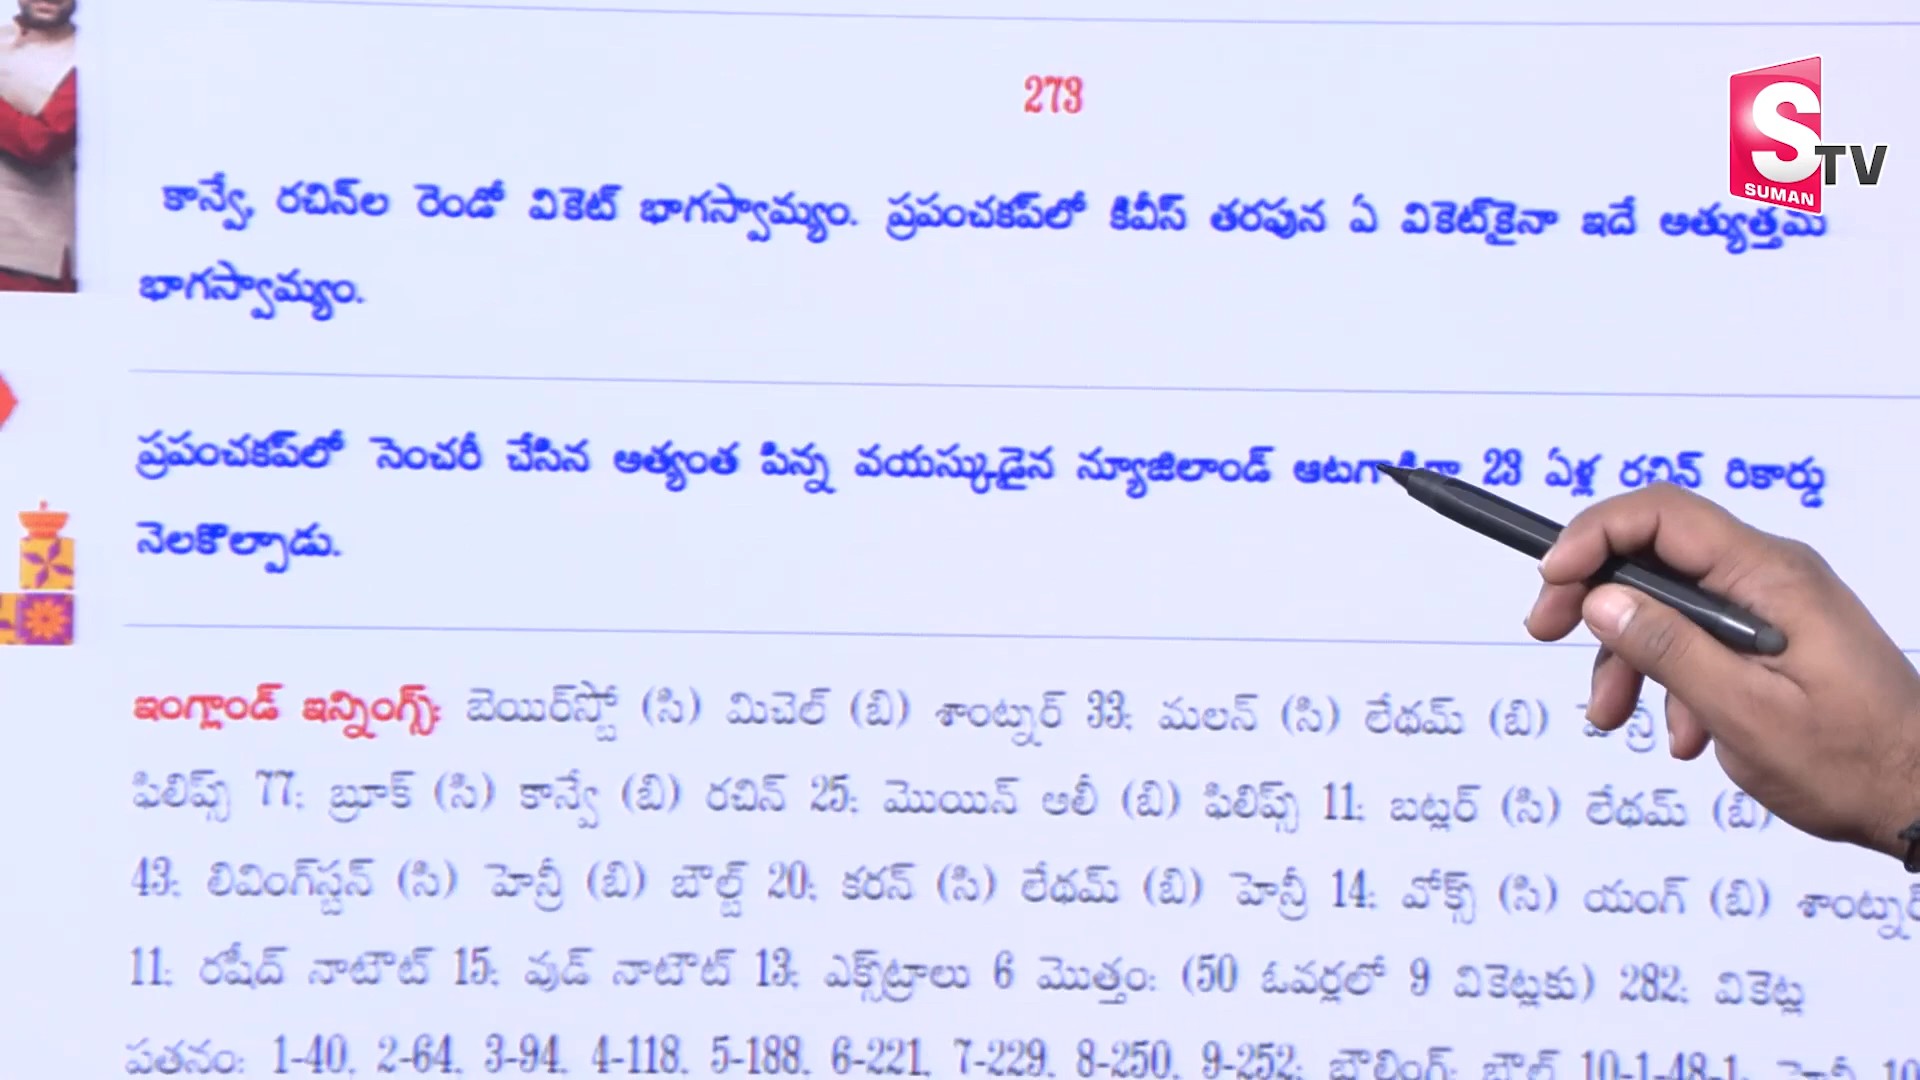 273
S TV
SUMAN
కాన్వే, రచిన్‌ల రెండో వికెట్ భాగస్వామ్యం. ప్రపంచకప్‌లో కివీస్ తరపున ఏ వికెట్‌కైనా ఇదే అత్యుత్తమ
భాగస్వామ్యం.
ప్రపంచకప్‌లో సెంచరీ చేసిన అత్యంత పిన్న వయస్కుడైన న్యూజిలాండ్ 23 ఏళ్ల రచిన్ రికార్డు
నెలకొల్పాడు.
ఇంగ్లాండ్ ఇన్నింగ్స్: బెయిర్‌స్టో (సి) మిచెల్ (బి) శాంట్నర్ 33; మలన్ (సి) లేథమ్ (బి) హెన్రీ
ఫిలిప్స్ 77; బ్రూక్ (సి) కాన్వే (బి) రచిన్ 25; మొయిన్ అలీ (బి) ఫిలిప్స్ 11; బట్లర్ (సి) లేథమ్ (బి)
43; లివింగ్‌స్టన్ (సి) హెన్రీ (బి) బౌల్ట్ 20; కరన్ (సి) లేథమ్ (బి) హెన్రీ 14; వోక్స్ (సి) యంగ్ (బి) శాంట్నర్
11; రషీద్ నాటౌట్ 15; వుడ్ నాటౌట్ 13; ఎక్స్‌ట్రాలు 6 మొత్తం: (50 ఓవర్లలో 9 వికెట్లకు) 282; వికెట్ల
పతనం: 1-40, 2-64, 3-94, 4-118, 5-188, 6-221, 7-229, 8-250, 9-252; బౌలింగ్: బౌల్ట్ 10-1-48-1,